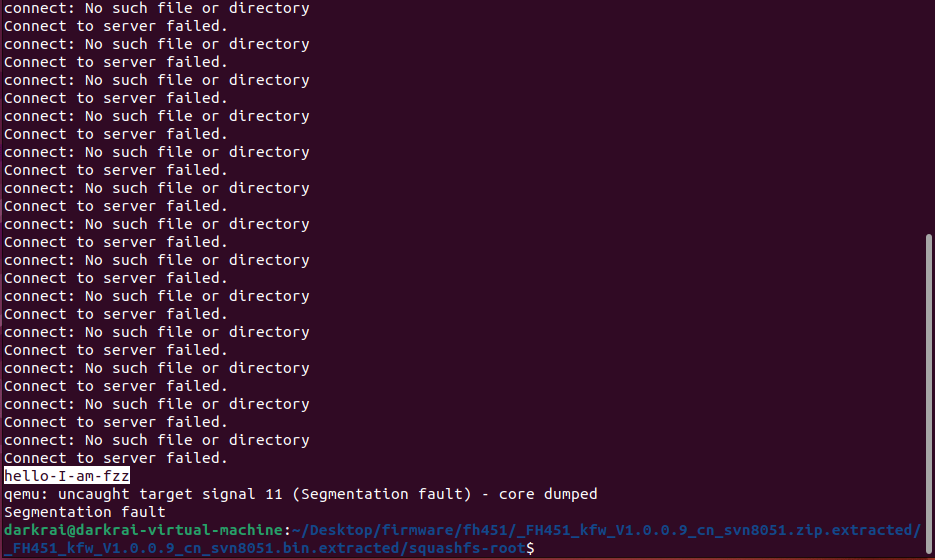 connect: No such file or directory
Connect to server failed.
connect: No such file or directory
Connect to server failed.
connect: No such file or directory
Connect to server failed.
connect: No such file or directory
Connect to server failed.
connect: No such file or directory
Connect to server failed.
connect: No such file or directory
Connect to server failed.
connect: No such file or directory
Connect to server failed.
connect: No such file or directory
Connect to server failed.
connect: No such file or directory
Connect to server failed.
connect: No such file or directory
Connect to server failed.
connect: No such file or directory
Connect to server failed.
connect: No such file or directory
Connect to server failed.
connect: No such file or directory
Connect to server failed.
hello-I-am-fzz
qemu: uncaught target signal 11 (Segmentation fault) - core dumped
Segmentation fault
darkrai@darkrai-virtual-machine:~/Desktop/firmware/fh451/_FH451_kfw_V1.0.0.9_cn_svn8051.zip.extracted/
_FH451_kfw_V1.0.0.9_cn_svn8051.bin.extracted/squashfs-root$